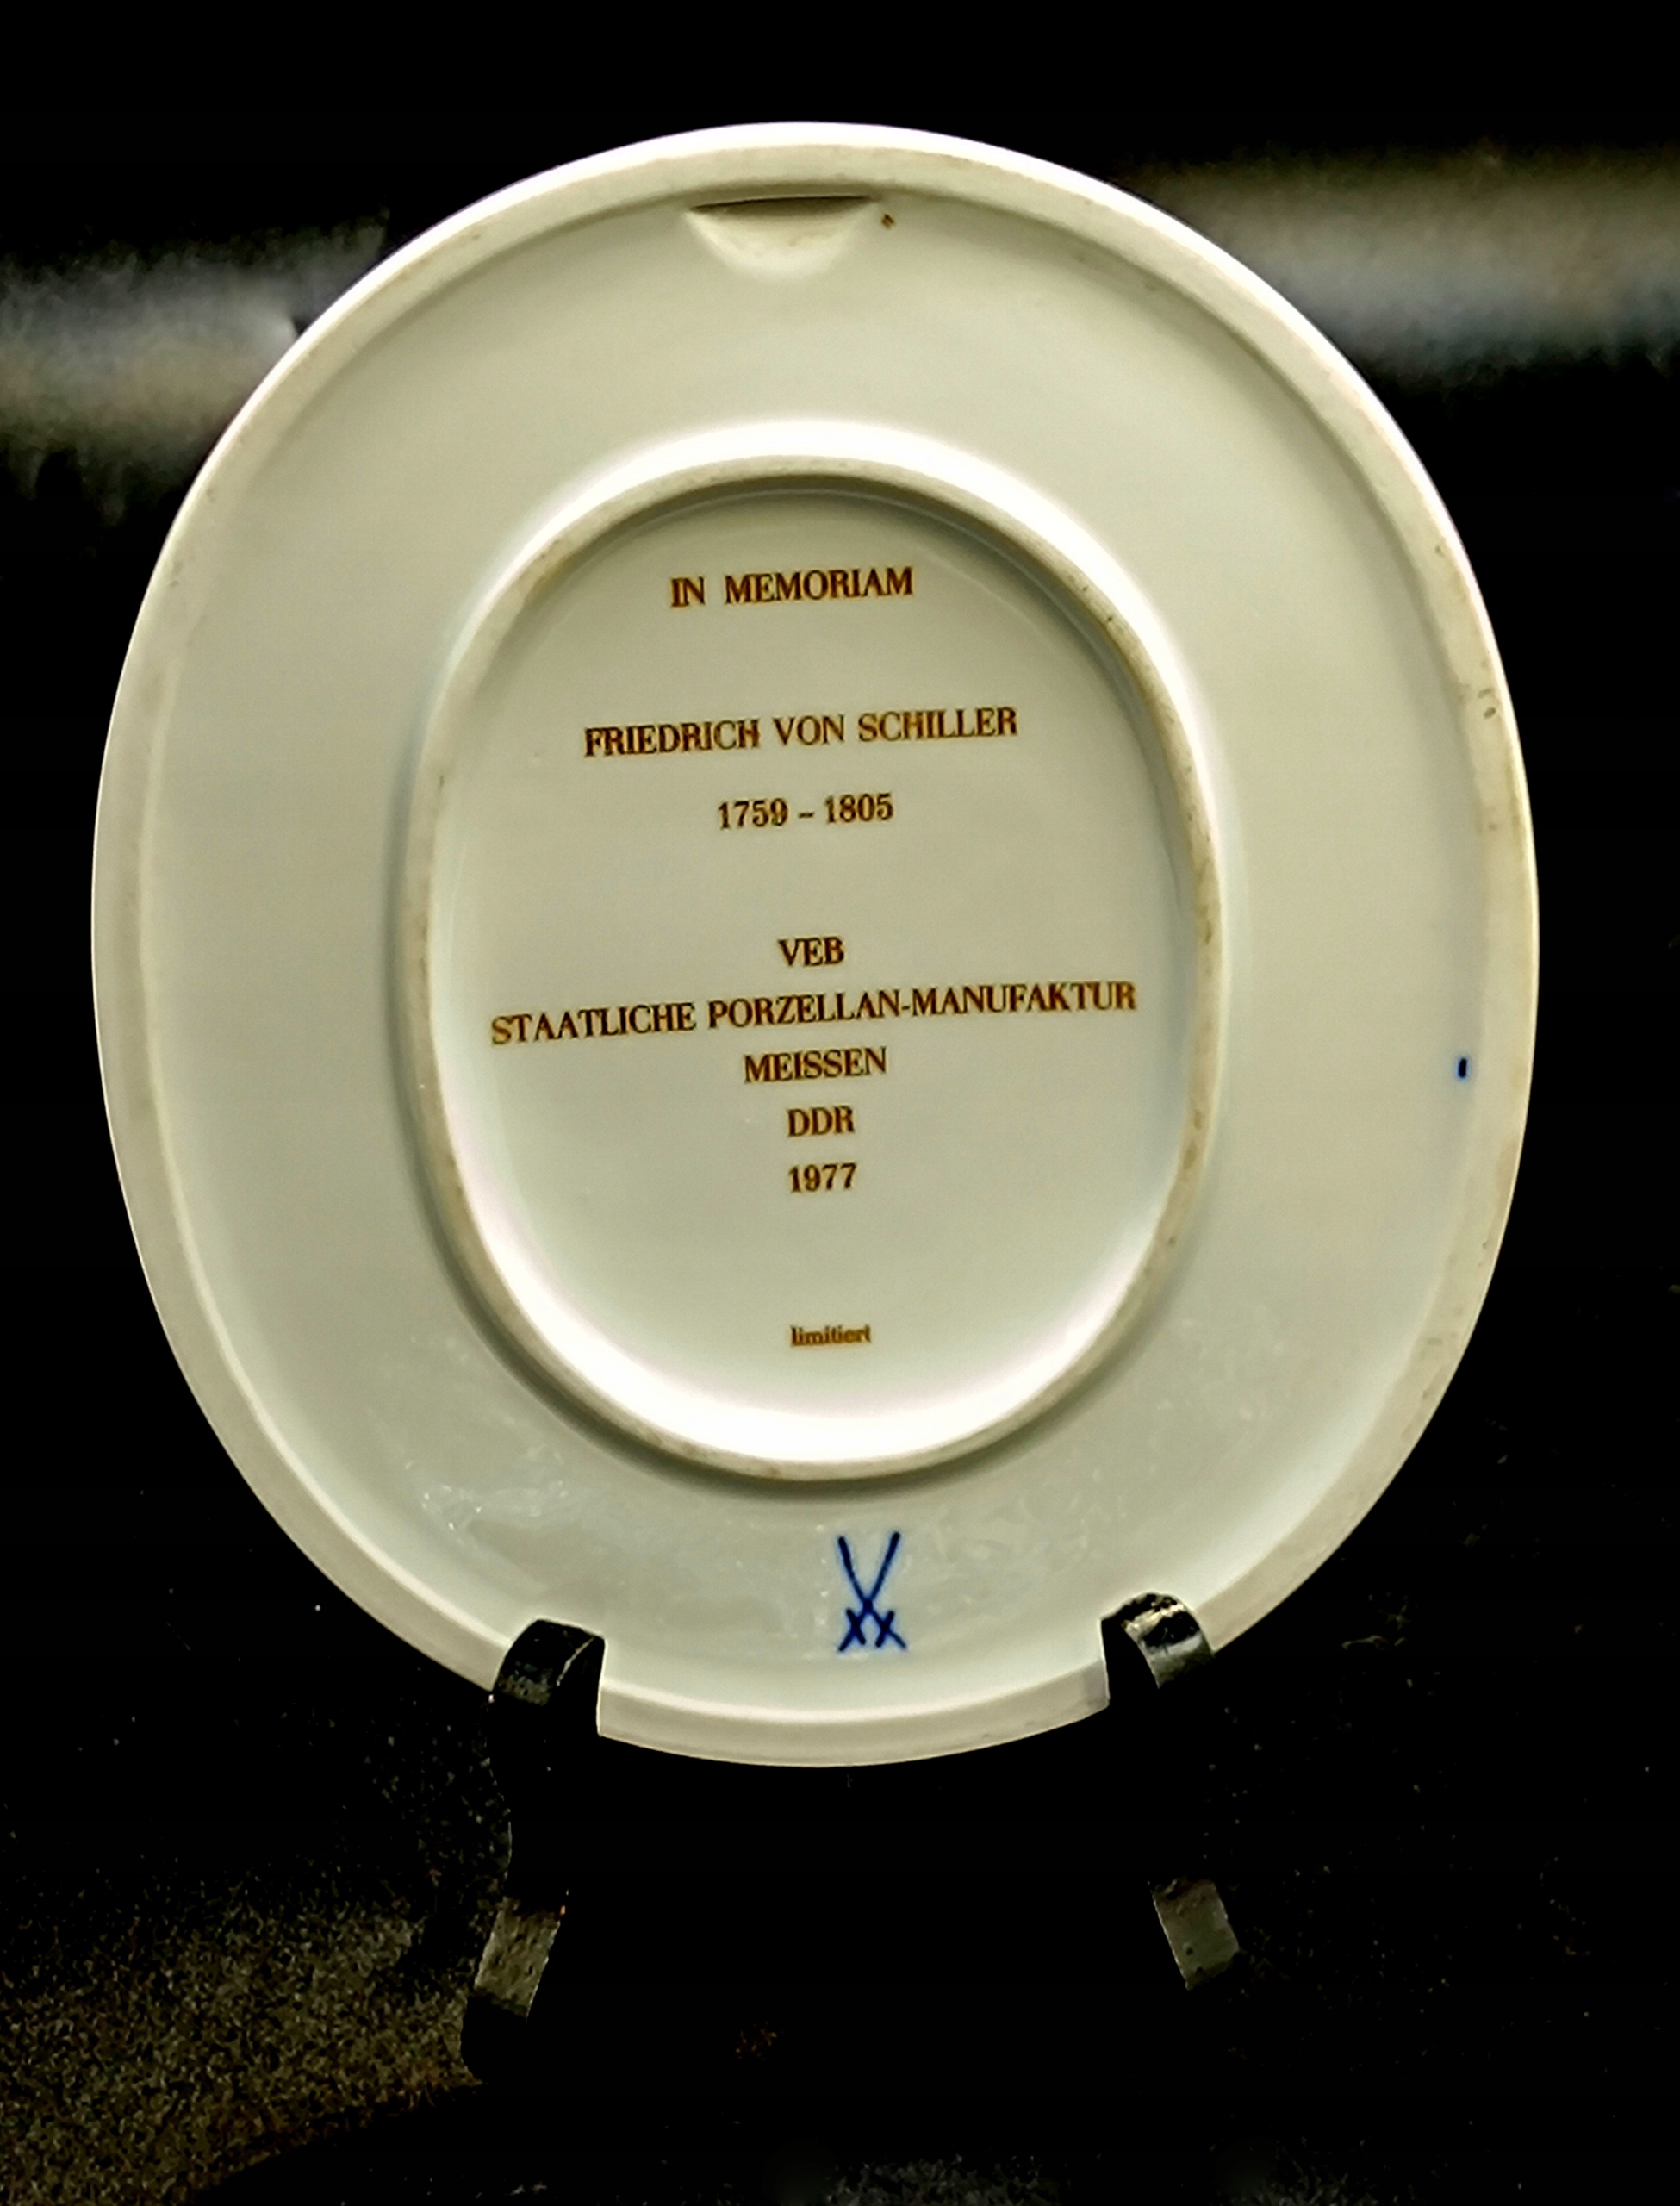 IN MEMORIAM
FRIEDRICH VON SCHILLER
1759 – 1805
VEB
STAATLICHE PORZELLAN-MANUFAKTUR
MEISSEN
DDR
1977
limitiert